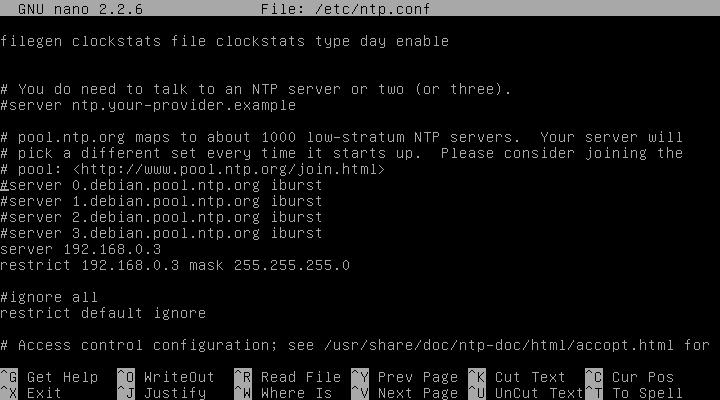 GNU nano 2.2.6 File: /etc/ntp.conf
filegen clockstats file clockstats type day enable
# You do need to talk to an NTP server or two (or three).
#server ntp.your-provider.example
# pool.ntp.org maps to about 1000 low-stratum NTP servers. Your server will
# pick a different set every time it starts up. Please consider joining the
# pool: <http://www.pool.ntp.org/join.html>
#server 0.debian.pool.ntp.org iburst
#server 1.debian.pool.ntp.org iburst
#server 2.debian.pool.ntp.org iburst
#server 3.debian.pool.ntp.org iburst
server 192.168.0.3
restrict 192.168.0.3 mask 255.255.255.0
#ignore all
restrict default ignore
# Access control configuration; see /usr/share/doc/ntp-doc/html/accopt.html for
^G Get Help ^O WriteOut ^R Read File ^Y Prev Page ^K Cut Text ^C Cur Pos
^X Exit ^J Justify ^W Where Is ^V Next Page ^U UnCut Text ^T To Spell